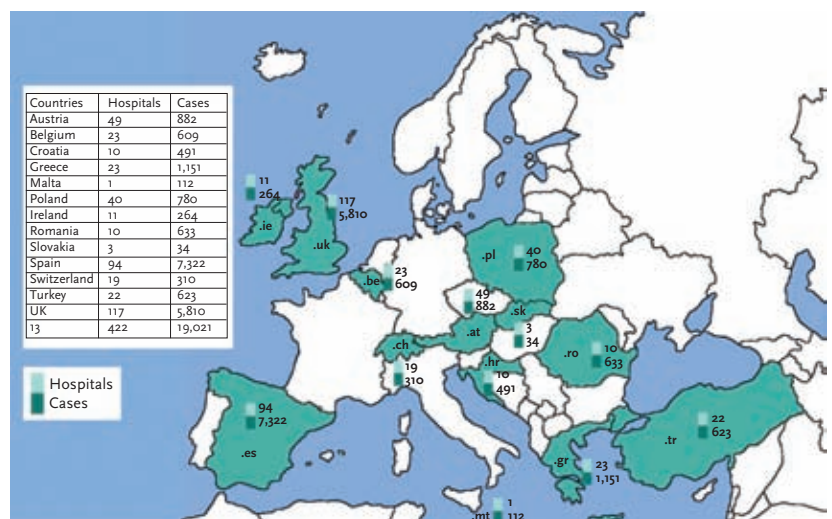 Countries Hospitals Cases
Austria 49 882
Belgium 23 609
Croatia 10 491
Greece 23 1,151
Malta 1 112
Poland 40 780
Ireland 11 264
Romania 10 633
Slovakia 3 34
Spain 94 7,322
Switzerland 19 310
Turkey 22 623
UK 117 5,810
13 422 19,021
Hospitals
Cases
11
264
.ie
117
5,810
.uk
.pl
40
780
23
609
.be
49
882
.sk
.at
3
34
.ch
.ro
10
633
19
310
.hr
10
491
94
7,322
.es
22
623
.tr
.gr
23
1,151
1
112
.mt